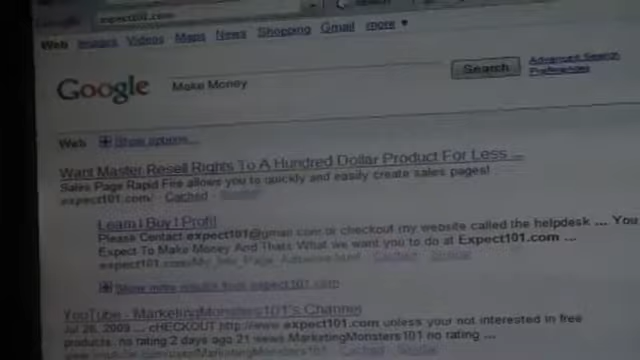 expect101.com
Web Images Videos Maps News Shopping Gmail more ▼
Google Make Money Search Advanced Search
Preferences
Web Show options...
Want Master Resell Rights To A Hundred Dollar Product For Less ...
Sales Page Rapid Fire allows you to quickly and easily create sales pages!
expect101.com/ - Cached - Similar
Learn I Buy I Profit
Please Contact expect101@gmail.com or checkout my website called the helpdesk ... You
Expect To Make Money And Thats What we want you to do at Expect101.com ...
Cached Similar
Show more results from expect101.com
YouTube - MarketingMonsters101's Channel
2009 ... cHECKOUT http://www.expect101.com unless your not interested in free
products. no rating 2 days ago 21 news MarketingMonsters101 no rating ...
Cached Similar